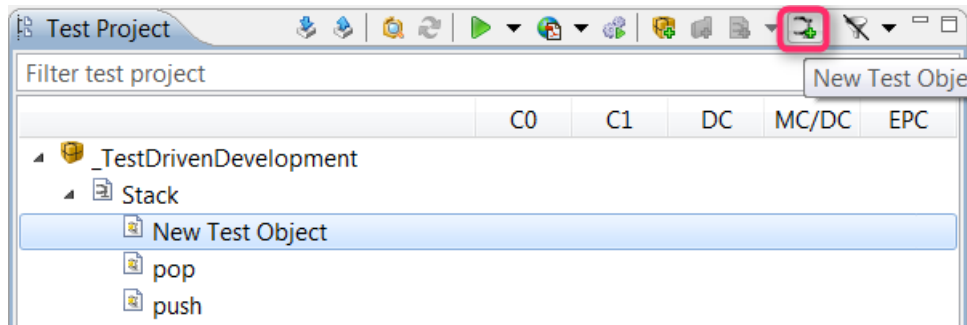 Test Project
Filter test project
New Test Obje
C0 C1 DC MC/DC EPC
_TestDrivenDevelopment
Stack
New Test Object
pop
push